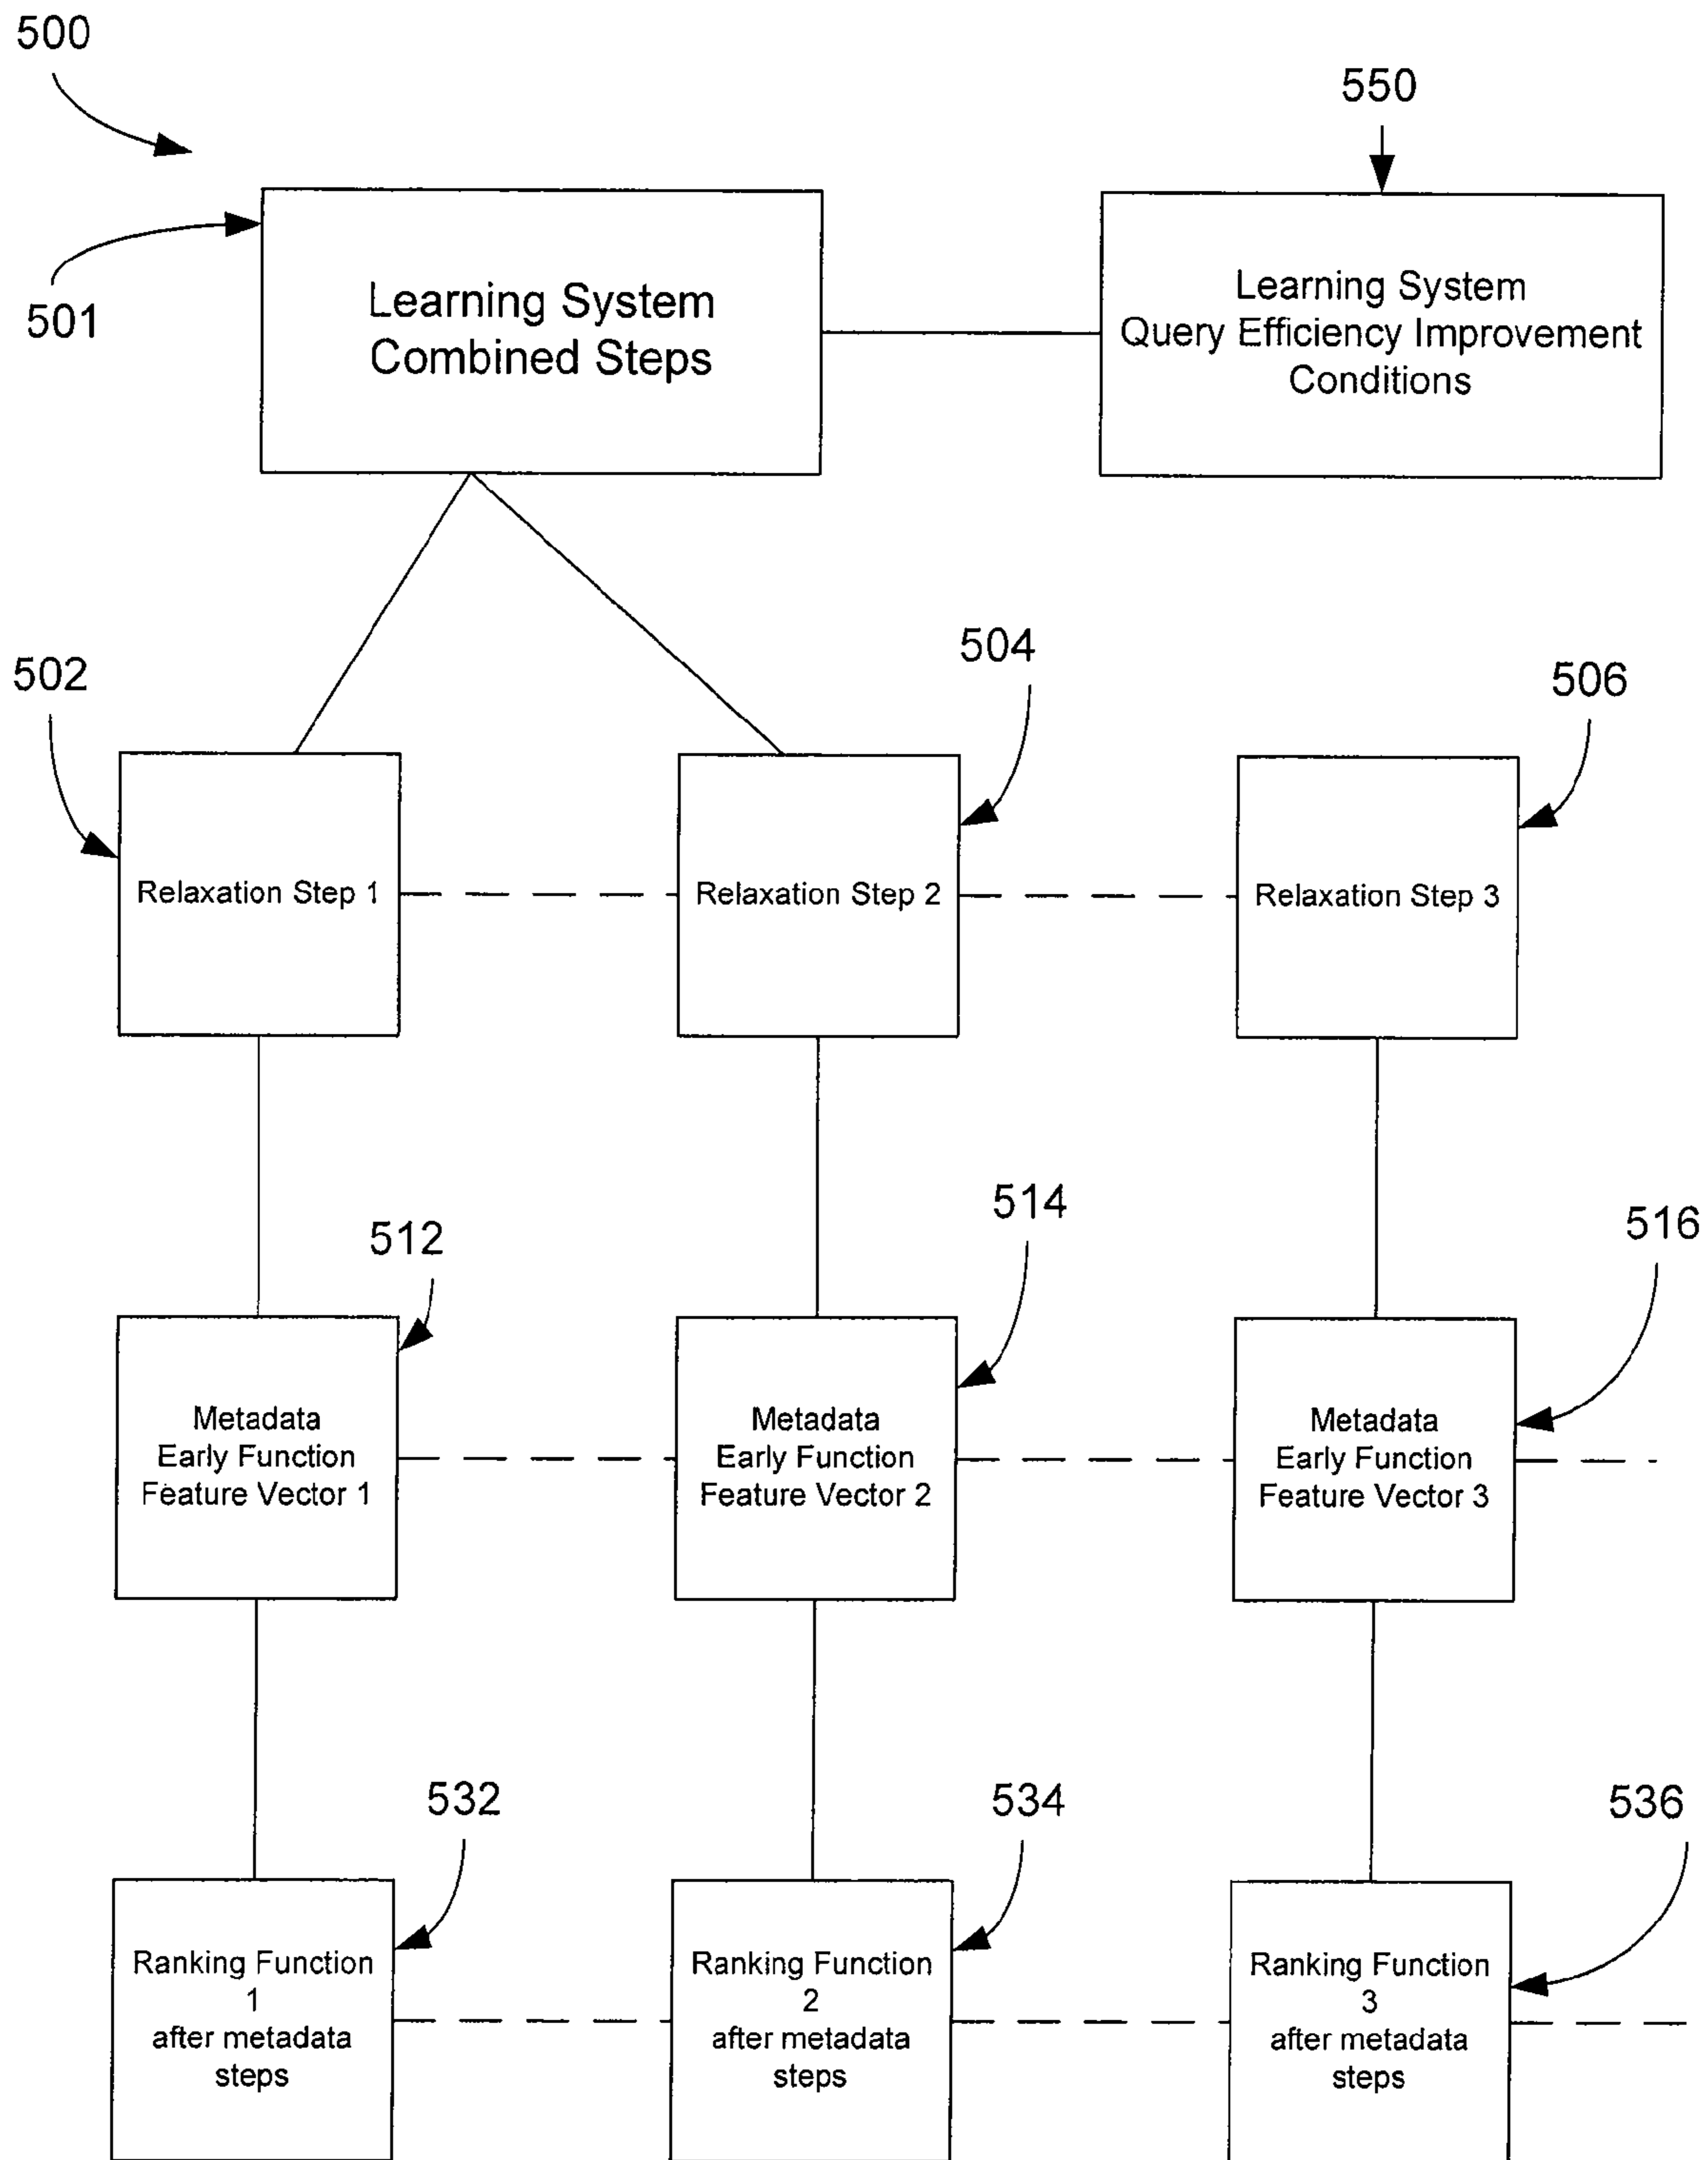 500
550
501
Learning System
Combined Steps
Learning System
Query Efficiency Improvement
Conditions
502
504
506
Relaxation Step 1
Relaxation Step 2
Relaxation Step 3
512
514
516
Metadata
Early Function
Feature Vector 1
Metadata
Early Function
Feature Vector 2
Metadata
Early Function
Feature Vector 3
532
534
536
Ranking Function
1
after metadata
steps
Ranking Function
2
after metadata
steps
Ranking Function
3
after metadata
steps